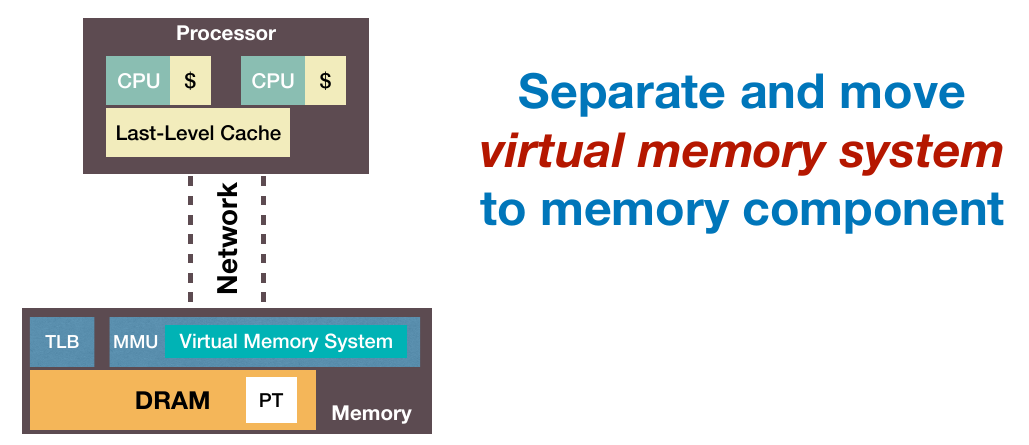 Processor
CPU $ CPU $
Last-Level Cache
Network
TLB MMU Virtual Memory System
DRAM PT Memory
Separate and move
virtual memory system
to memory component